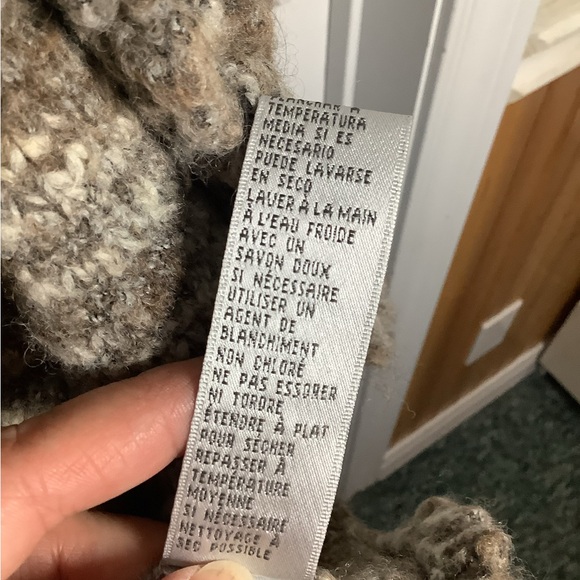 PLANCHAR A
TEMPERATURA
MEDIA SI ES
NECESARIO
PUEDE LAVARSE
EN SECO
LAVER À LA MAIN
À L'EAU FROIDE
AVEC UN
SAVON DOUX
SI NÉCESSAIRE
UTILISER UN
AGENT DE
BLANCHIMENT
NON CHLORÉ
NE PAS ESSORER
NI TORDRE
ÉTENDRE À PLAT
POUR SÉCHER
REPASSER À
TEMPÉRATURE
MOYENNE
SI NÉCESSAIRE
NETTOYAGE À
SEC POSSIBLE